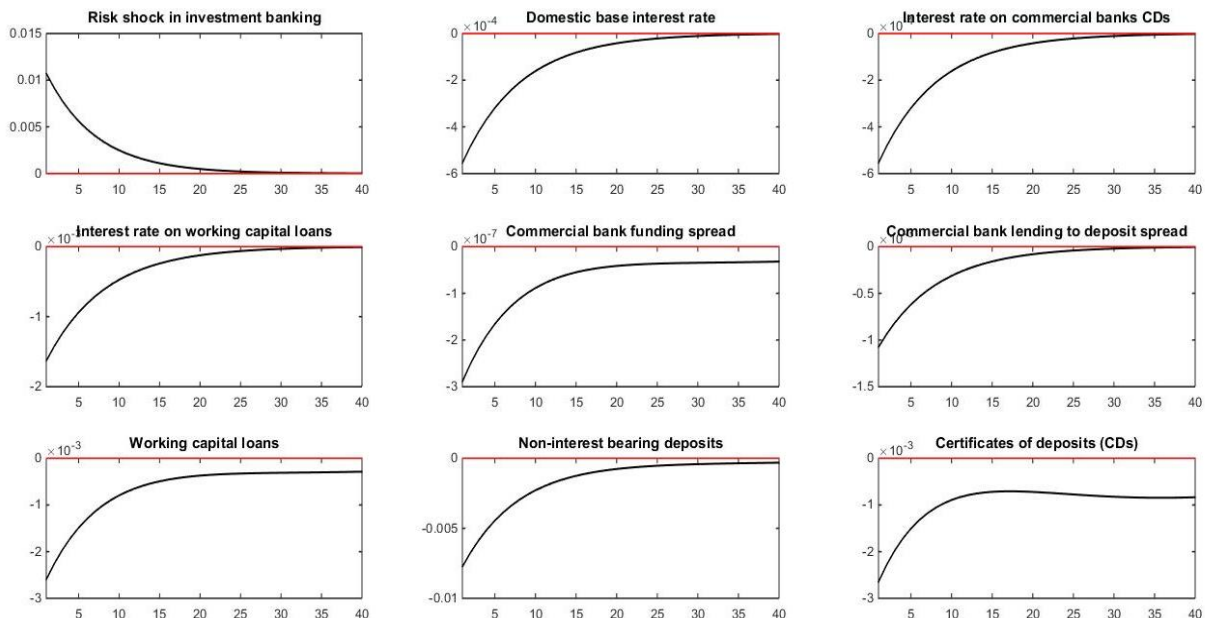 Risk shock in investment banking
0.015
0.01
0.005
0
5 10 15 20 25 30 35 40
Domestic base interest rate
×10-4
0
-2
-4
-6
5 10 15 20 25 30 35 40
Interest rate on commercial banks CDs
0
-2
-4
-6
5 10 15 20 25 30 35 40
Interest rate on working capital loans
0
-1
-2
5 10 15 20 25 30 35 40
Commercial bank funding spread
×10-7
0
-1
-2
-3
5 10 15 20 25 30 35 40
Commercial bank lending to deposit spread
0
-0.5
-1
-1.5
5 10 15 20 25 30 35 40
Working capital loans
×10-3
0
-1
-2
-3
5 10 15 20 25 30 35 40
Non-interest bearing deposits
0
-0.005
-0.01
5 10 15 20 25 30 35 40
Certificates of deposits (CDs)
×10-3
0
-1
-2
-3
5 10 15 20 25 30 35 40